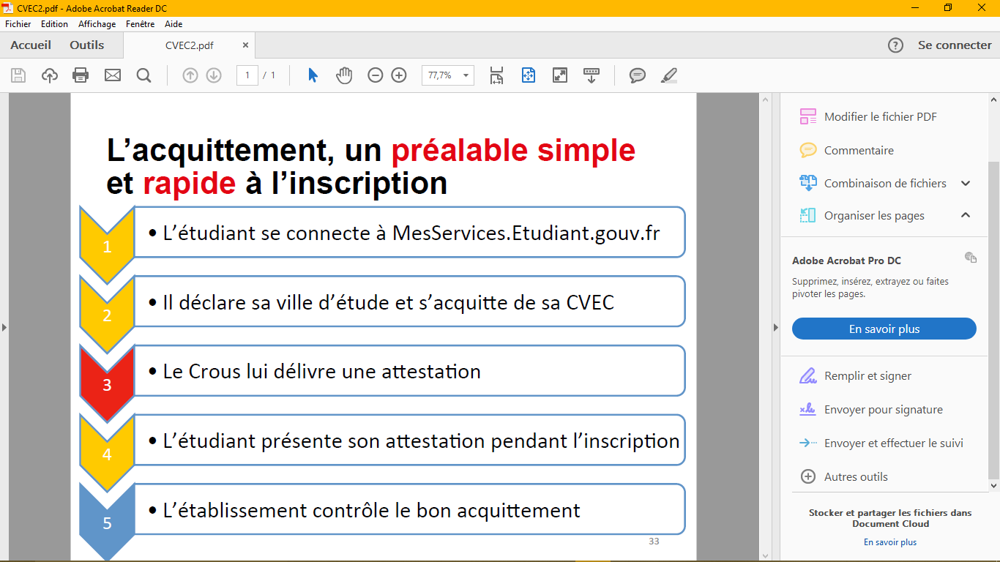 CVEC2.pdf - Adobe Acrobat Reader DC
Fichier Edition Affichage Fenêtre Aide
Accueil Outils CVEC2.pdf × ? Se connecter
1 / 1 77,7%
L’acquittement, un préalable simple
et rapide à l’inscription
1 • L’étudiant se connecte à MesServices.Etudiant.gouv.fr
2 • Il déclare sa ville d’étude et s’acquitte de sa CVEC
3 • Le Crous lui délivre une attestation
4 • L’étudiant présente son attestation pendant l’inscription
5 • L’établissement contrôle le bon acquittement
33
Modifier le fichier PDF
Commentaire
Combinaison de fichiers
Organiser les pages
Adobe Acrobat Pro DC
Supprimez, insérez, extrayez ou faites
pivoter les pages.
En savoir plus
Remplir et signer
Envoyer pour signature
Envoyer et effectuer le suivi
Autres outils
Stocker et partager les fichiers dans
Document Cloud
En savoir plus